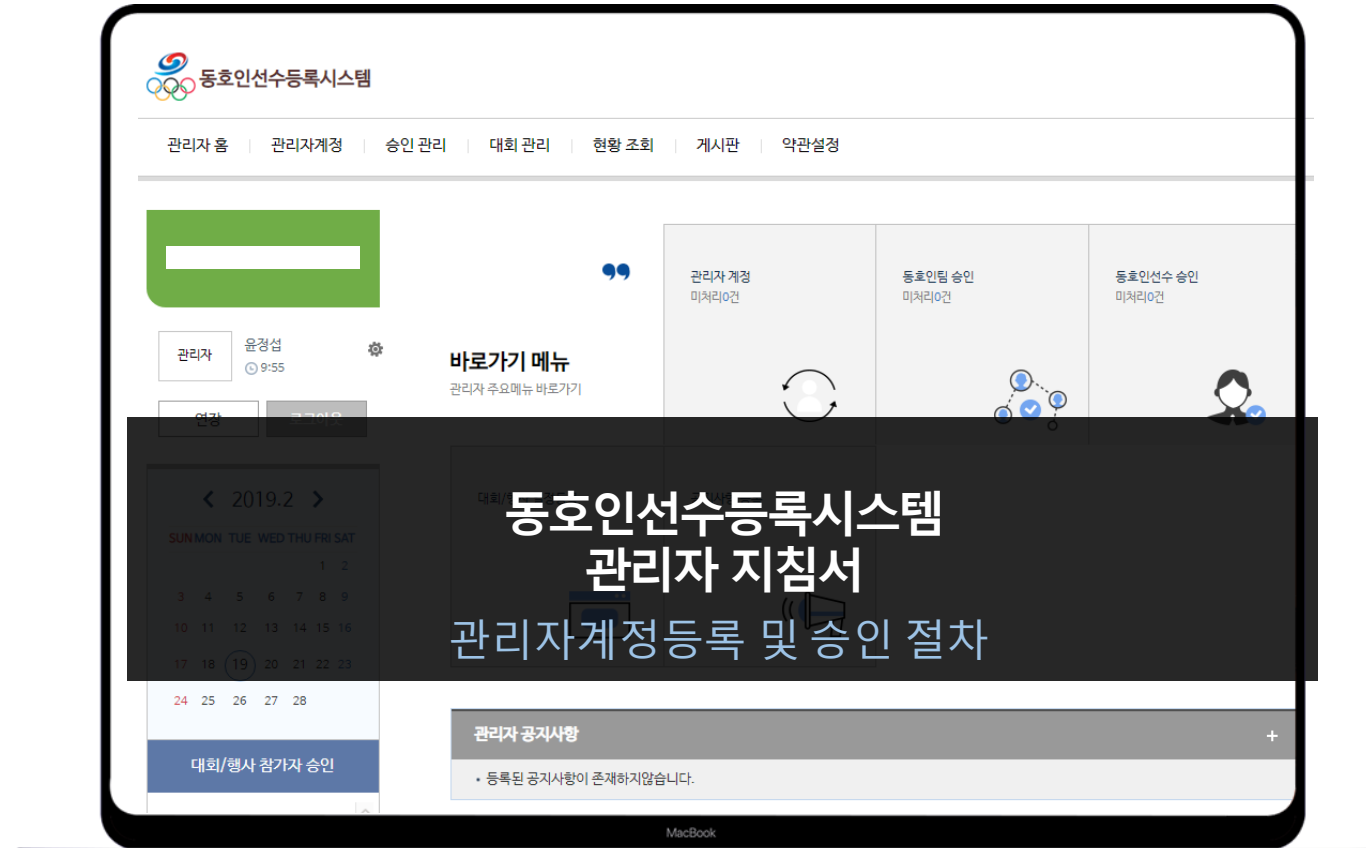 동호인선수등록시스템
관리자 홈
관리자계정
승인 관리
대회 관리
현황 조회
게시판
약관설정
관리자
윤정섭
9:55
연장
로그아웃
2019.2
SUN MON TUE WED THU FRI SAT
1 2
3 4 5 6 7 8 9
10 11 12 13 14 15 16
17 18 19 20 21 22 23
24 25 26 27 28
대회/행사 참가자 승인
바로가기 메뉴
관리자 주요메뉴 바로가기
관리자 계정
미처리0건
동호인팀 승인
미처리0건
동호인선수 승인
미처리0건
동호인선수등록시스템
관리자 지침서
관리자계정등록 및 승인 절차
관리자 공지사항
+
• 등록된 공지사항이 존재하지않습니다.
MacBook